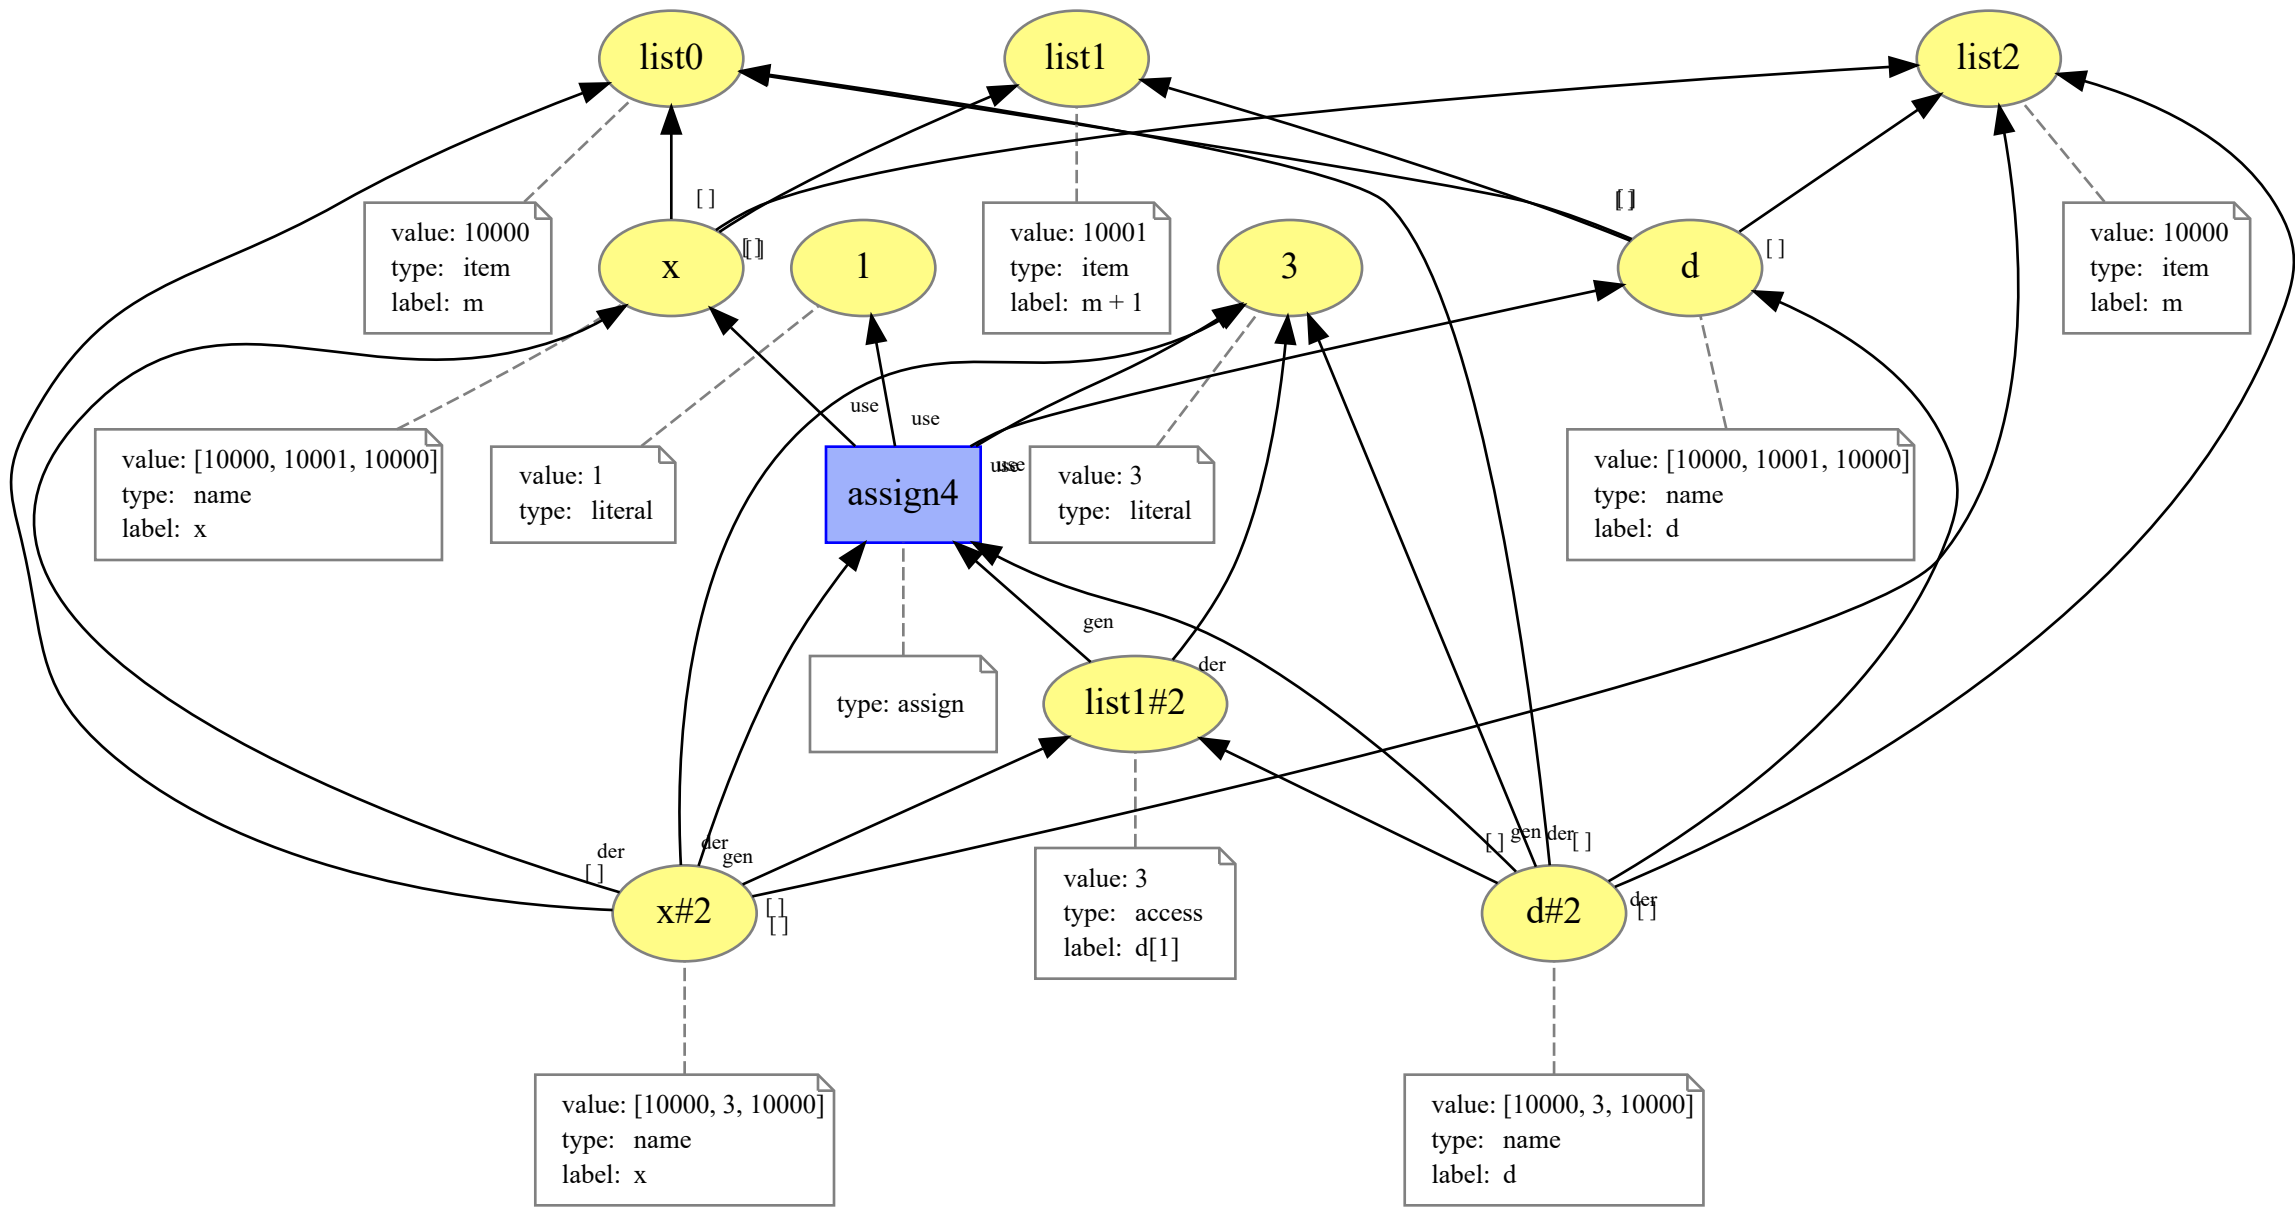 list0
list1
list2
[ ]
[ ]
value: 10000
type: item
label: m
value: 10001
type: item
label: m + 1
value: 10000
type: item
label: m
x
1
3
d
[ ]
[ ]
[ ]
[ ]
use
use
use
use
value: [10000, 10001, 10000]
type: name
label: x
value: 1
type: literal
assign4
value: 3
type: literal
value: [10000, 10001, 10000]
type: name
label: d
gen
der
type: assign
list1#2
der
[ ]
der
gen
[ ]
gen
der
[ ]
x#2
[ ]
[ ]
value: 3
type: access
label: d[1]
d#2
der
[ ]
value: [10000, 3, 10000]
type: name
label: x
value: [10000, 3, 10000]
type: name
label: d